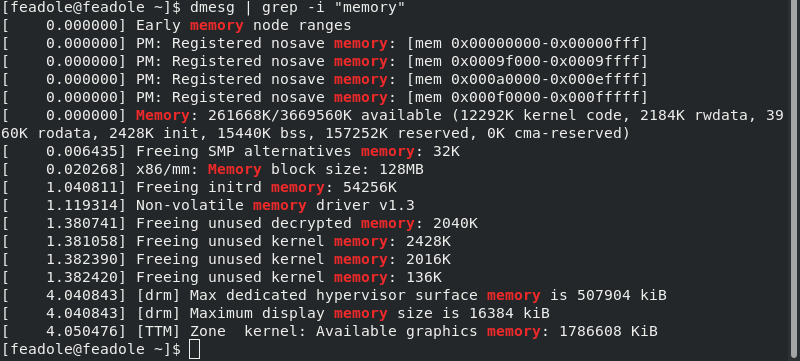 [feadole@feadole ~]$ dmesg | grep -i "memory"
[    0.000000] Early memory node ranges
[    0.000000] PM: Registered nosave memory: [mem 0x00000000-0x00000fff]
[    0.000000] PM: Registered nosave memory: [mem 0x0009f000-0x0009ffff]
[    0.000000] PM: Registered nosave memory: [mem 0x000a0000-0x000effff]
[    0.000000] PM: Registered nosave memory: [mem 0x000f0000-0x000fffff]
[    0.000000] Memory: 261668K/3669560K available (12292K kernel code, 2184K rwdata, 39
60K rodata, 2428K init, 15440K bss, 157252K reserved, 0K cma-reserved)
[    0.006435] Freeing SMP alternatives memory: 32K
[    0.020268] x86/mm: Memory block size: 128MB
[    1.040811] Freeing initrd memory: 54256K
[    1.119314] Non-volatile memory driver v1.3
[    1.380741] Freeing unused decrypted memory: 2040K
[    1.381058] Freeing unused kernel memory: 2428K
[    1.382390] Freeing unused kernel memory: 2016K
[    1.382420] Freeing unused kernel memory: 136K
[    4.040843] [drm] Max dedicated hypervisor surface memory is 507904 kiB
[    4.040843] [drm] Maximum display memory size is 16384 kiB
[    4.050476] [TTM] Zone  kernel: Available graphics memory: 1786608 KiB
[feadole@feadole ~]$